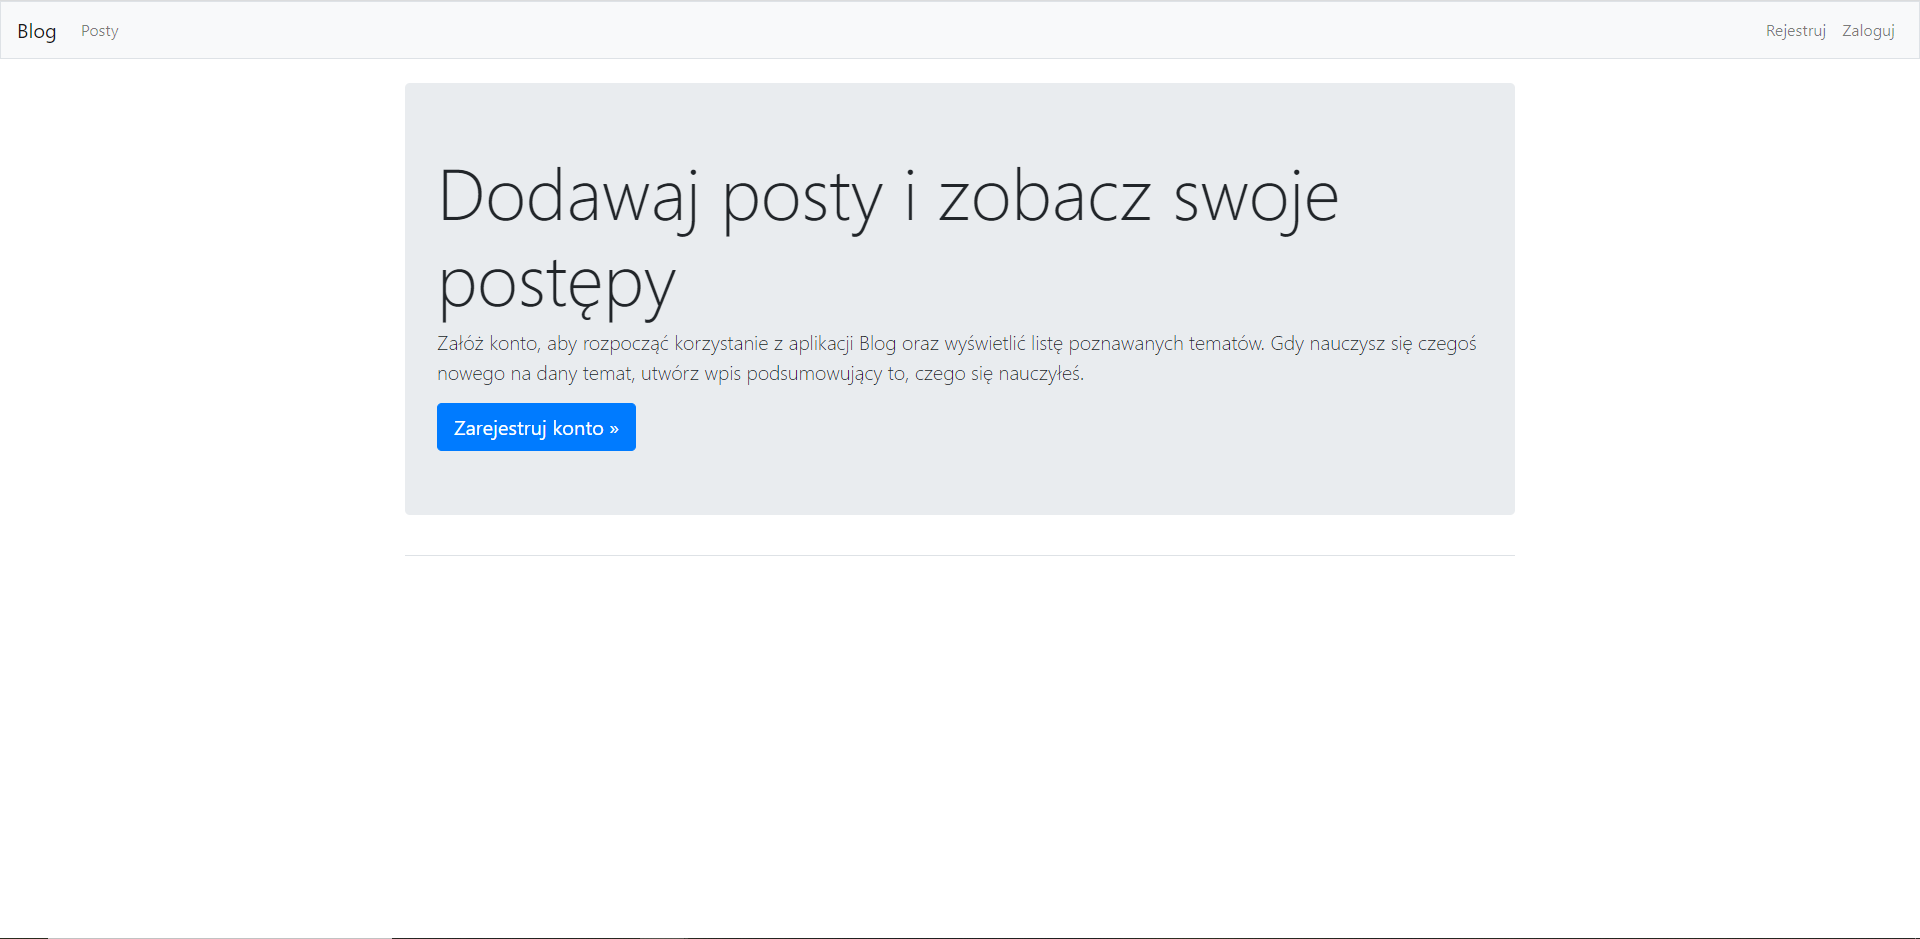 Blog Posty Rejestruj Zaloguj
Dodawaj posty i zobacz swoje
postępy
Załóż konto, aby rozpocząć korzystanie z aplikacji Blog oraz wyświetlić listę poznawanych tematów. Gdy nauczysz się czegoś
nowego na dany temat, utwórz wpis podsumowujący to, czego się nauczyłeś.
Zarejestruj konto »